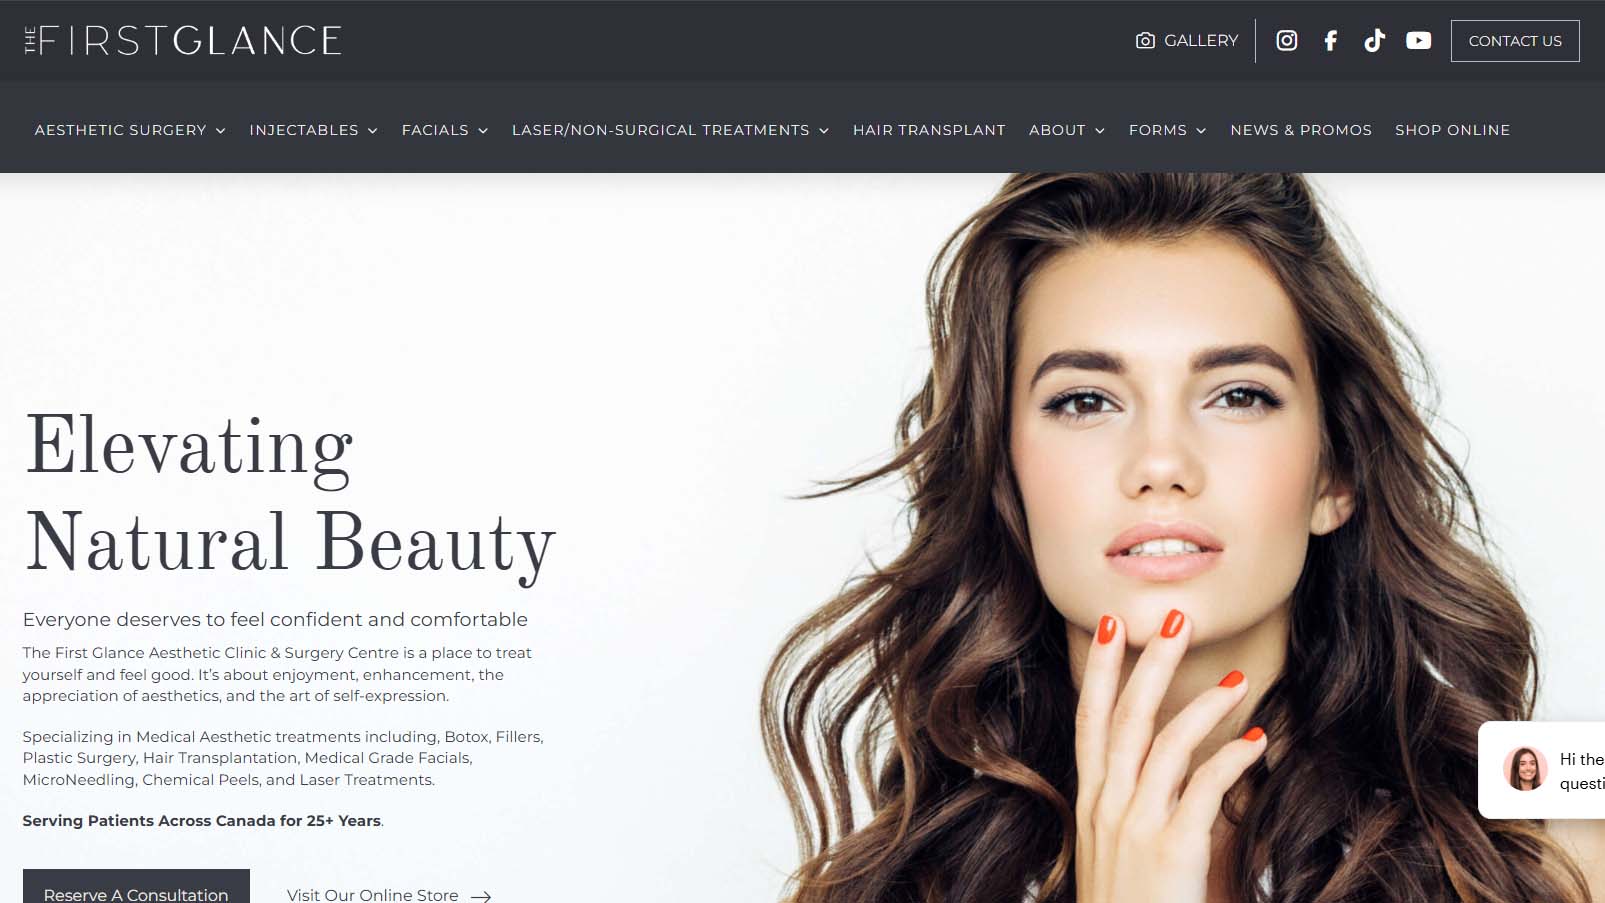 THE FIRSTGLANCE
GALLERY
CONTACT US
AESTHETIC SURGERY INJECTABLES FACIALS LASER/NON-SURGICAL TREATMENTS HAIR TRANSPLANT ABOUT FORMS NEWS & PROMOS SHOP ONLINE
Elevating
Natural Beauty
Everyone deserves to feel confident and comfortable
The First Glance Aesthetic Clinic & Surgery Centre is a place to treat
yourself and feel good. It’s about enjoyment, enhancement, the
appreciation of aesthetics, and the art of self-expression.
Specializing in Medical Aesthetic treatments including, Botox, Fillers,
Plastic Surgery, Hair Transplantation, Medical Grade Facials,
MicroNeedling, Chemical Peels, and Laser Treatments.
Serving Patients Across Canada for 25+ Years.
Hi the
questi
Reserve A Consultation
Visit Our Online Store